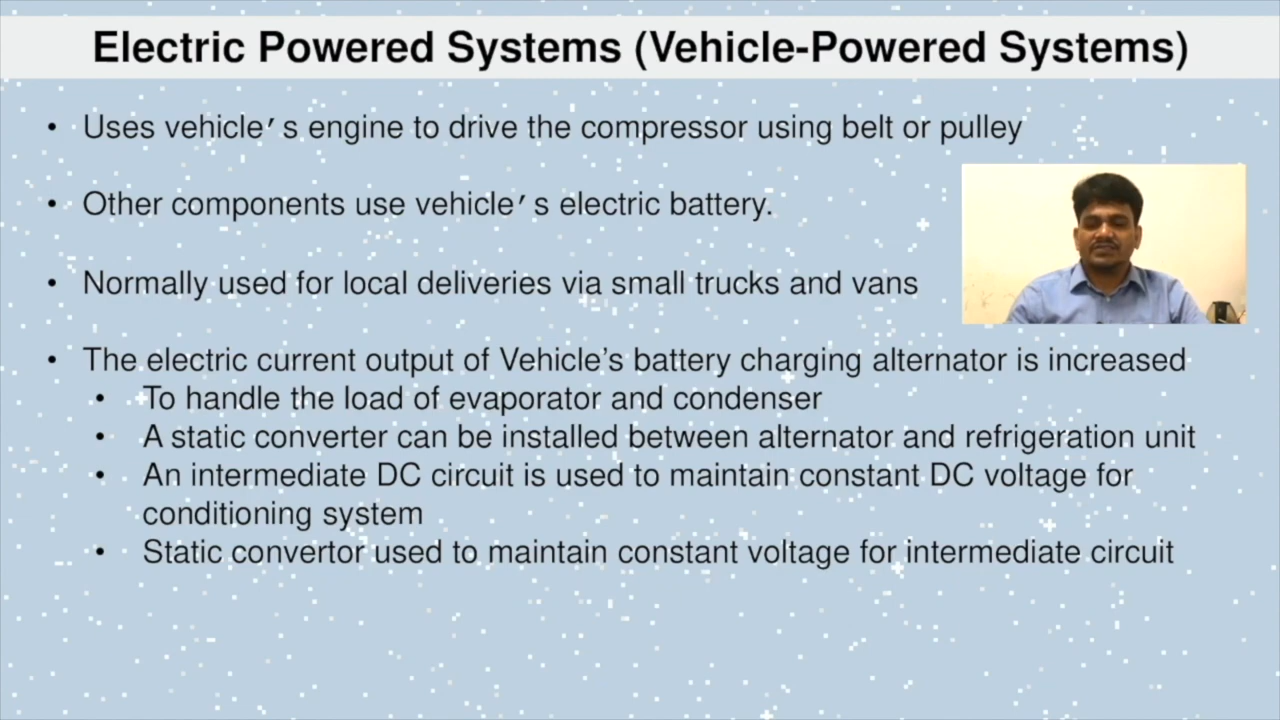 Electric Powered Systems (Vehicle-Powered Systems)
• Uses vehicle’s engine to drive the compressor using belt or pulley
• Other components use vehicle’s electric battery.
• Normally used for local deliveries via small trucks and vans
• The electric current output of Vehicle’s battery charging alternator is increased
• To handle the load of evaporator and condenser
• A static converter can be installed between alternator and refrigeration unit
• An intermediate DC circuit is used to maintain constant DC voltage for
conditioning system
• Static convertor used to maintain constant voltage for intermediate circuit